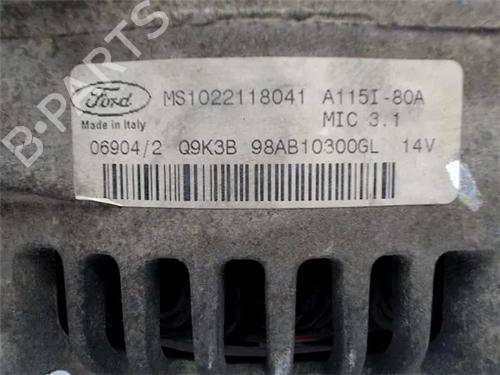 B-PARTS
Ford MS1022118041 A115I-80A
Made in Italy MIC 3.1
06904/2 Q9K3B 98AB10300GL 14V